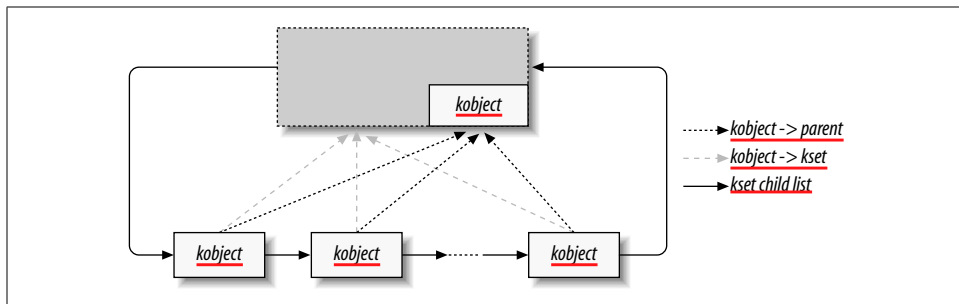 kobject
kobject -> parent
kobject -> kset
kset child list
kobject
kobject
kobject